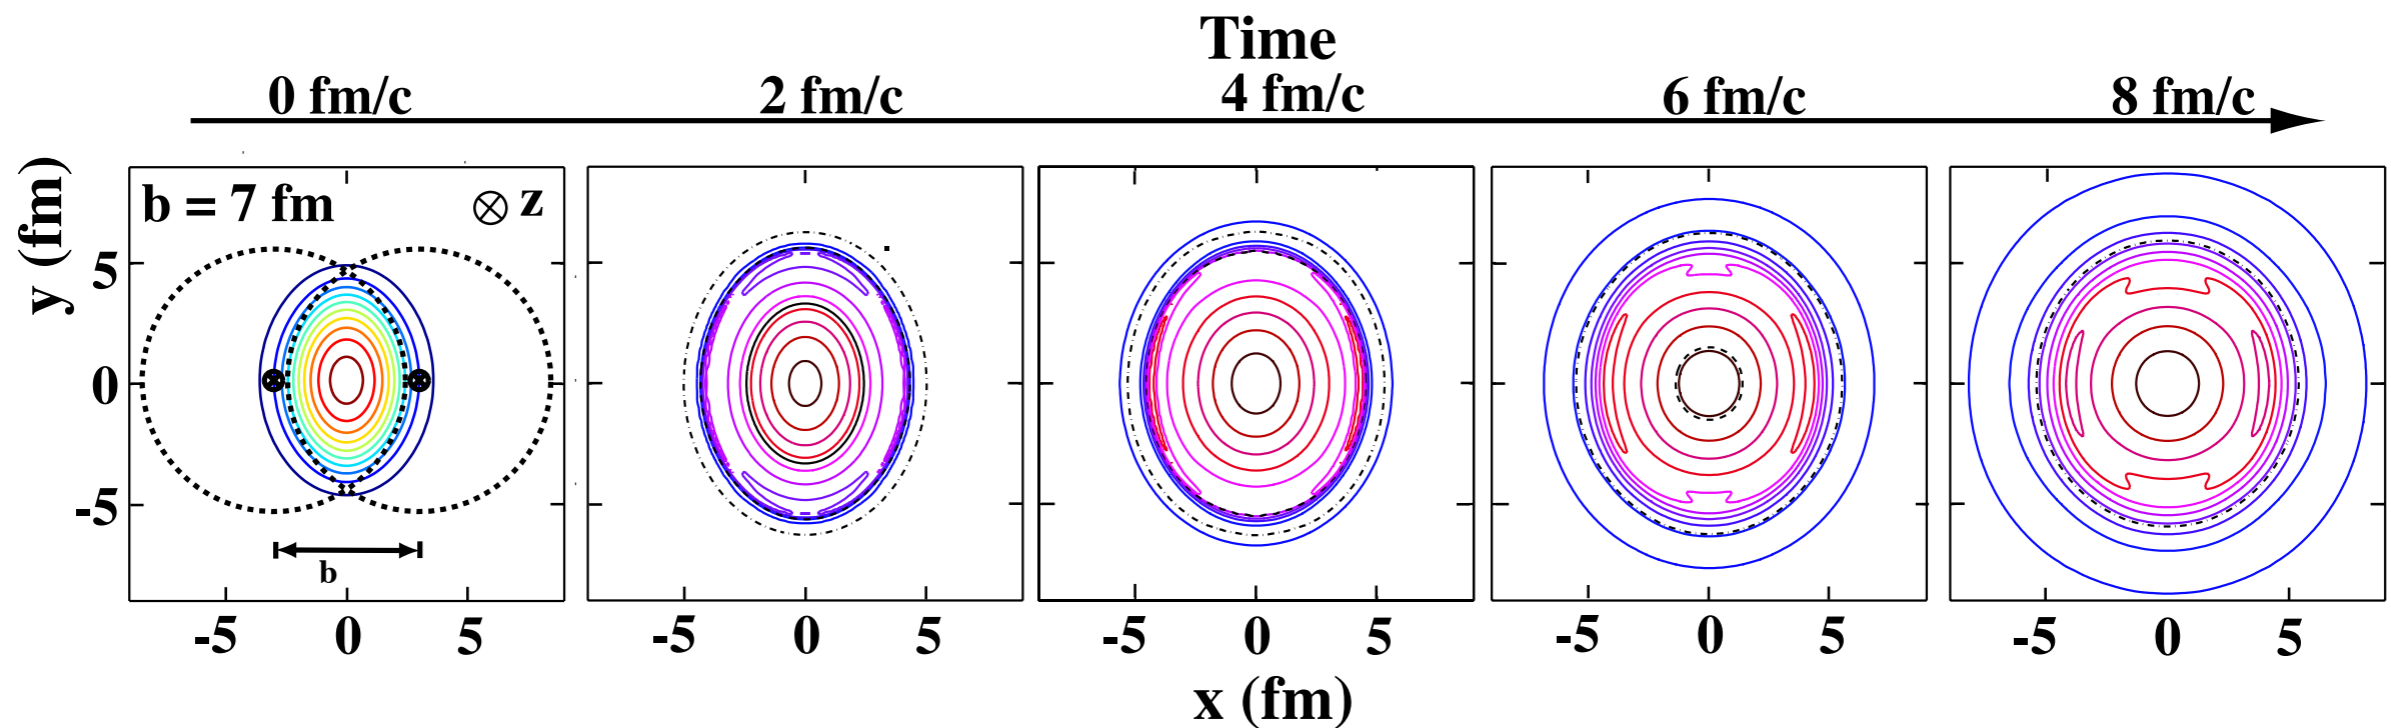 Time
0 fm/c 2 fm/c 4 fm/c 6 fm/c 8 fm/c
b = 7 fm ⊗ z
y (fm)
5
0
-5
b
-5 0 5 -5 0 5 -5 0 5 -5 0 5 -5 0 5
x (fm)